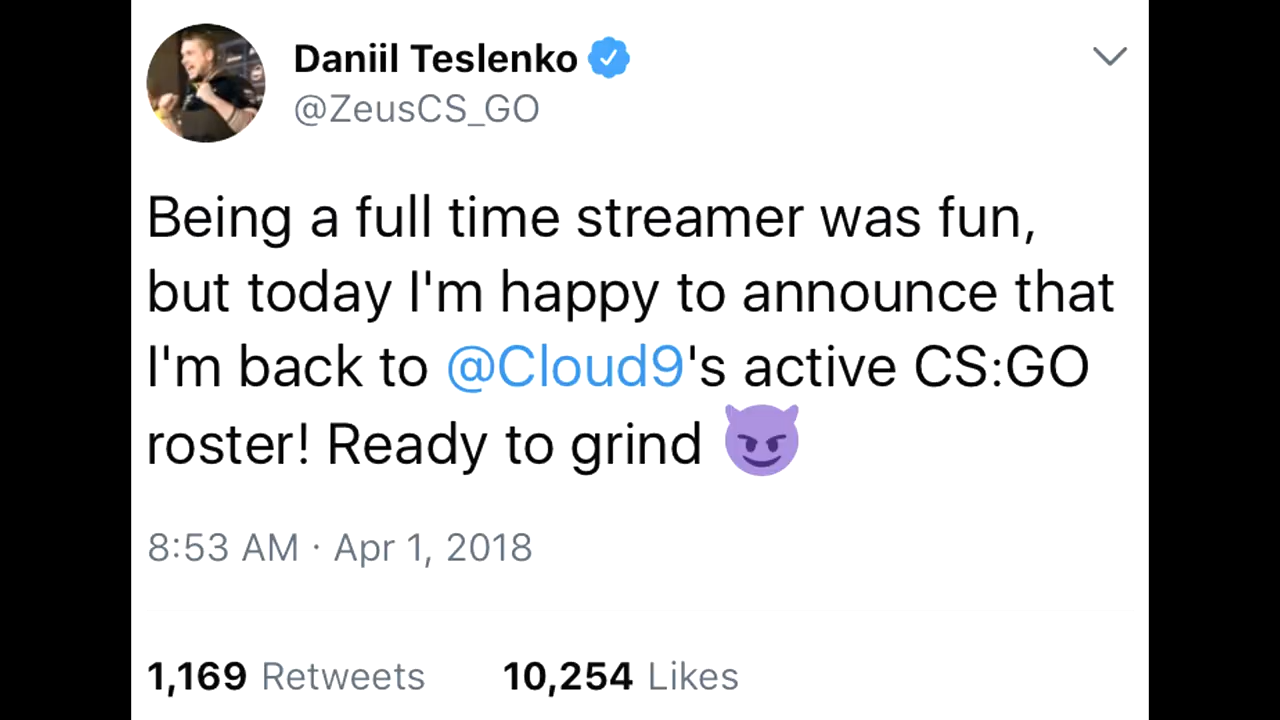 Daniil Teslenko
@ZeusCS_GO
Being a full time streamer was fun,
but today I'm happy to announce that
I'm back to @Cloud9's active CS:GO
roster! Ready to grind 😈
8:53 AM · Apr 1, 2018
1,169 Retweets 10,254 Likes